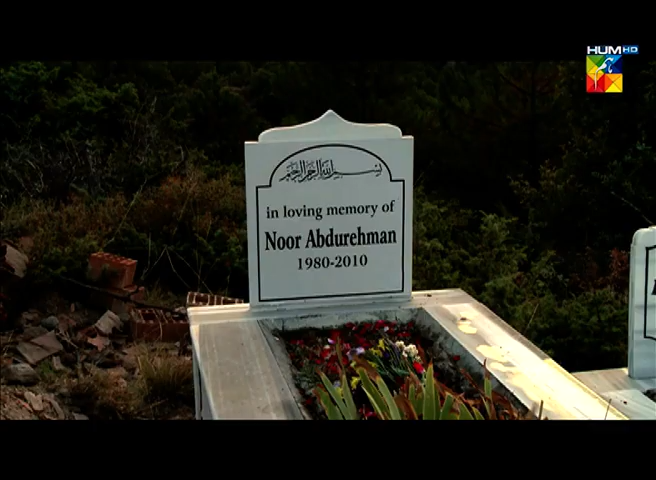 HUM HD
بسم الله الرحمن الرحيم
in loving memory of
Noor Abdurehman
1980-2010